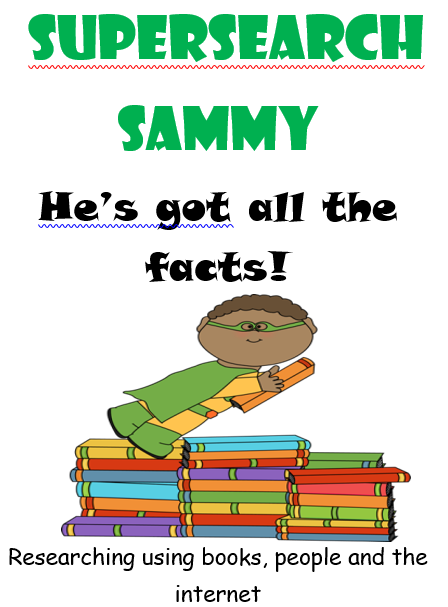 SUPERSEARCH
SAMMY
He's got all the
facts!
Researching using books, people and the
internet